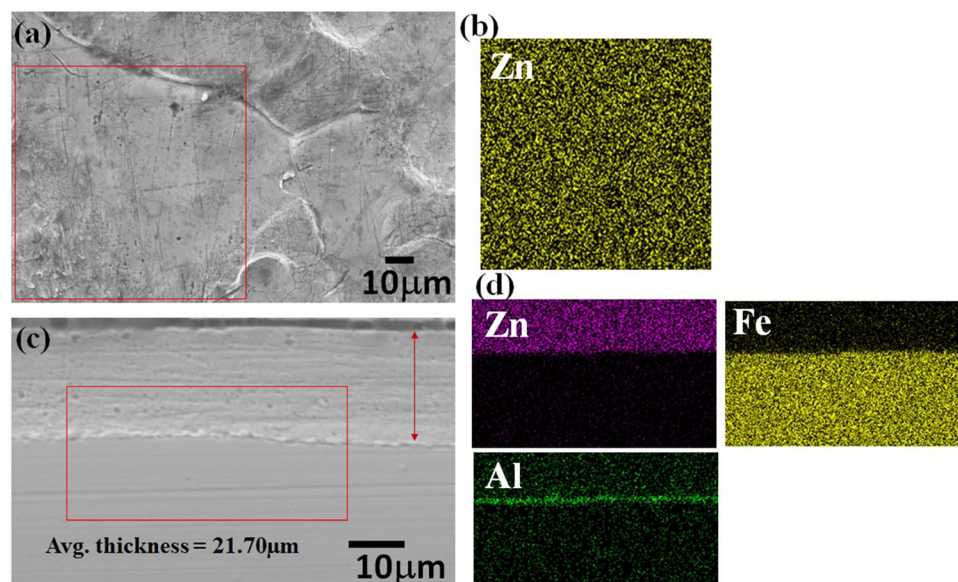 (a)
10μm
(b)
Zn
(c)
Avg. thickness = 21.70μm
10μm
(d)
Zn
Fe
Al